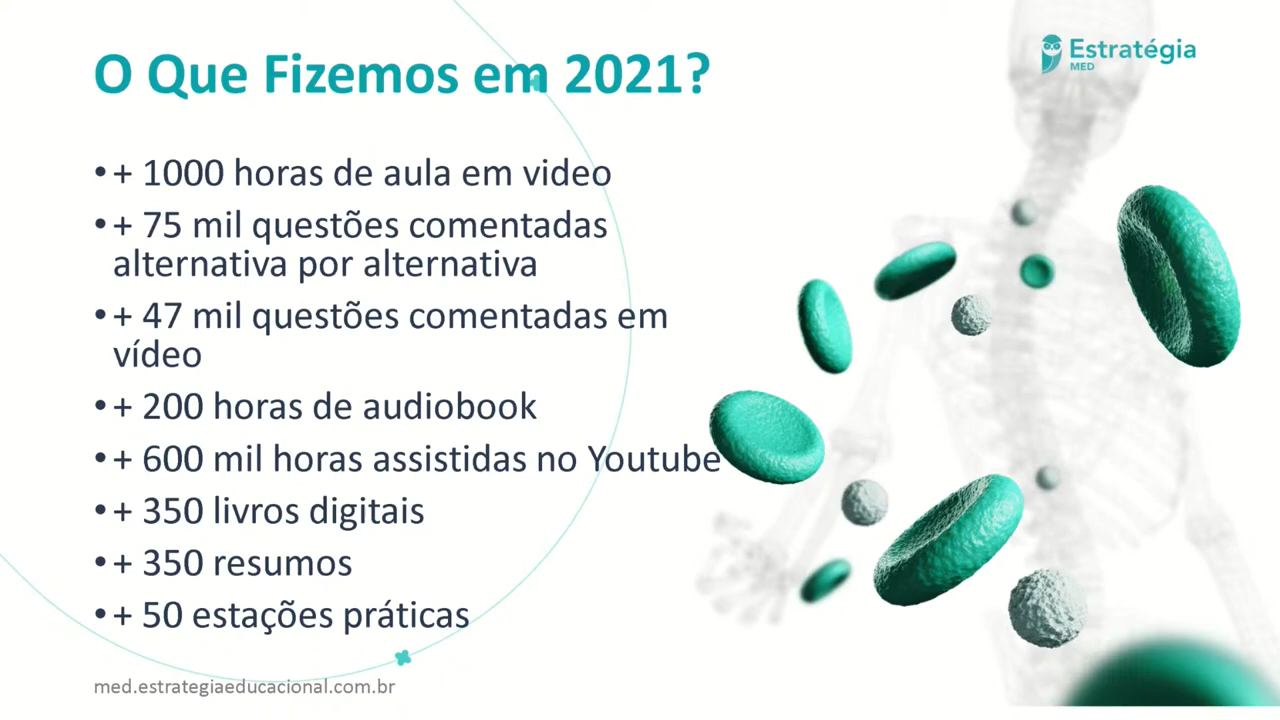 O Que Fizemos em 2021?
Estratégia
MED
• + 1000 horas de aula em video
• + 75 mil questões comentadas
alternativa por alternativa
• + 47 mil questões comentadas em
vídeo
• + 200 horas de audiobook
• + 600 mil horas assistidas no Youtube
• + 350 livros digitais
• + 350 resumos
• + 50 estações práticas
med.estrategiaeducacional.com.br